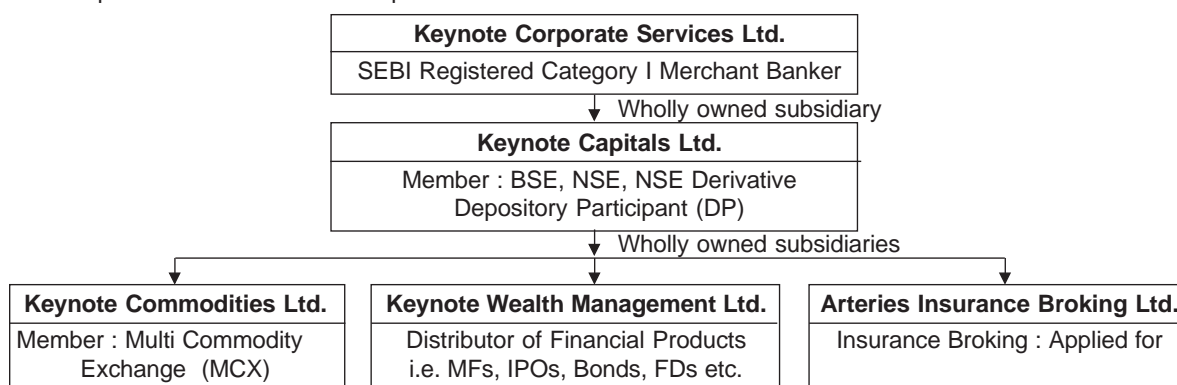 Keynote Corporate Services Ltd.
SEBI Registered Category I Merchant Banker
Wholly owned subsidiary
Keynote Capitals Ltd.
Member : BSE, NSE, NSE Derivative
Depository Participant (DP)
Wholly owned subsidiaries
Keynote Commodities Ltd.
Member : Multi Commodity
Exchange (MCX)
Keynote Wealth Management Ltd.
Distributor of Financial Products
i.e. MFs, IPOs, Bonds, FDs etc.
Arteries Insurance Broking Ltd.
Insurance Broking : Applied for